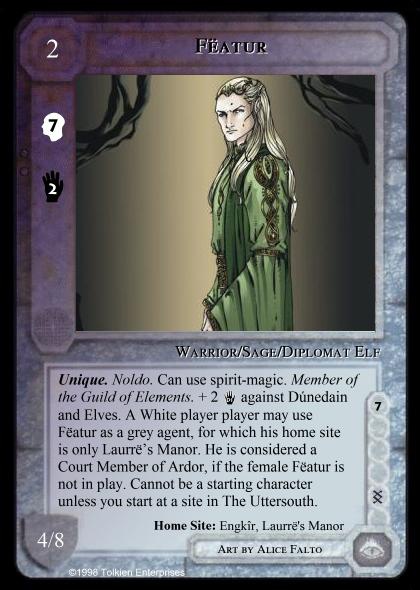 2
FËATUR
7
2
WARRIOR/SAGE/DIPLOMAT ELF
Unique. Noldo. Can use spirit-magic. Member of
the Guild of Elements. + 2 DI against Dúnedain
and Elves. A White player player may use
Fëatur as a grey agent, for which his home site
is only Laurrë's Manor. He is considered a
Court Member of Ardor, if the female Fëatur is
not in play. Cannot be a starting character
unless you start at a site in The Uttersouth.
7
Home Site: Engkîr, Laurrë's Manor
4/8
ART BY ALICE FALTO
©1998 Tolkien Enterprises